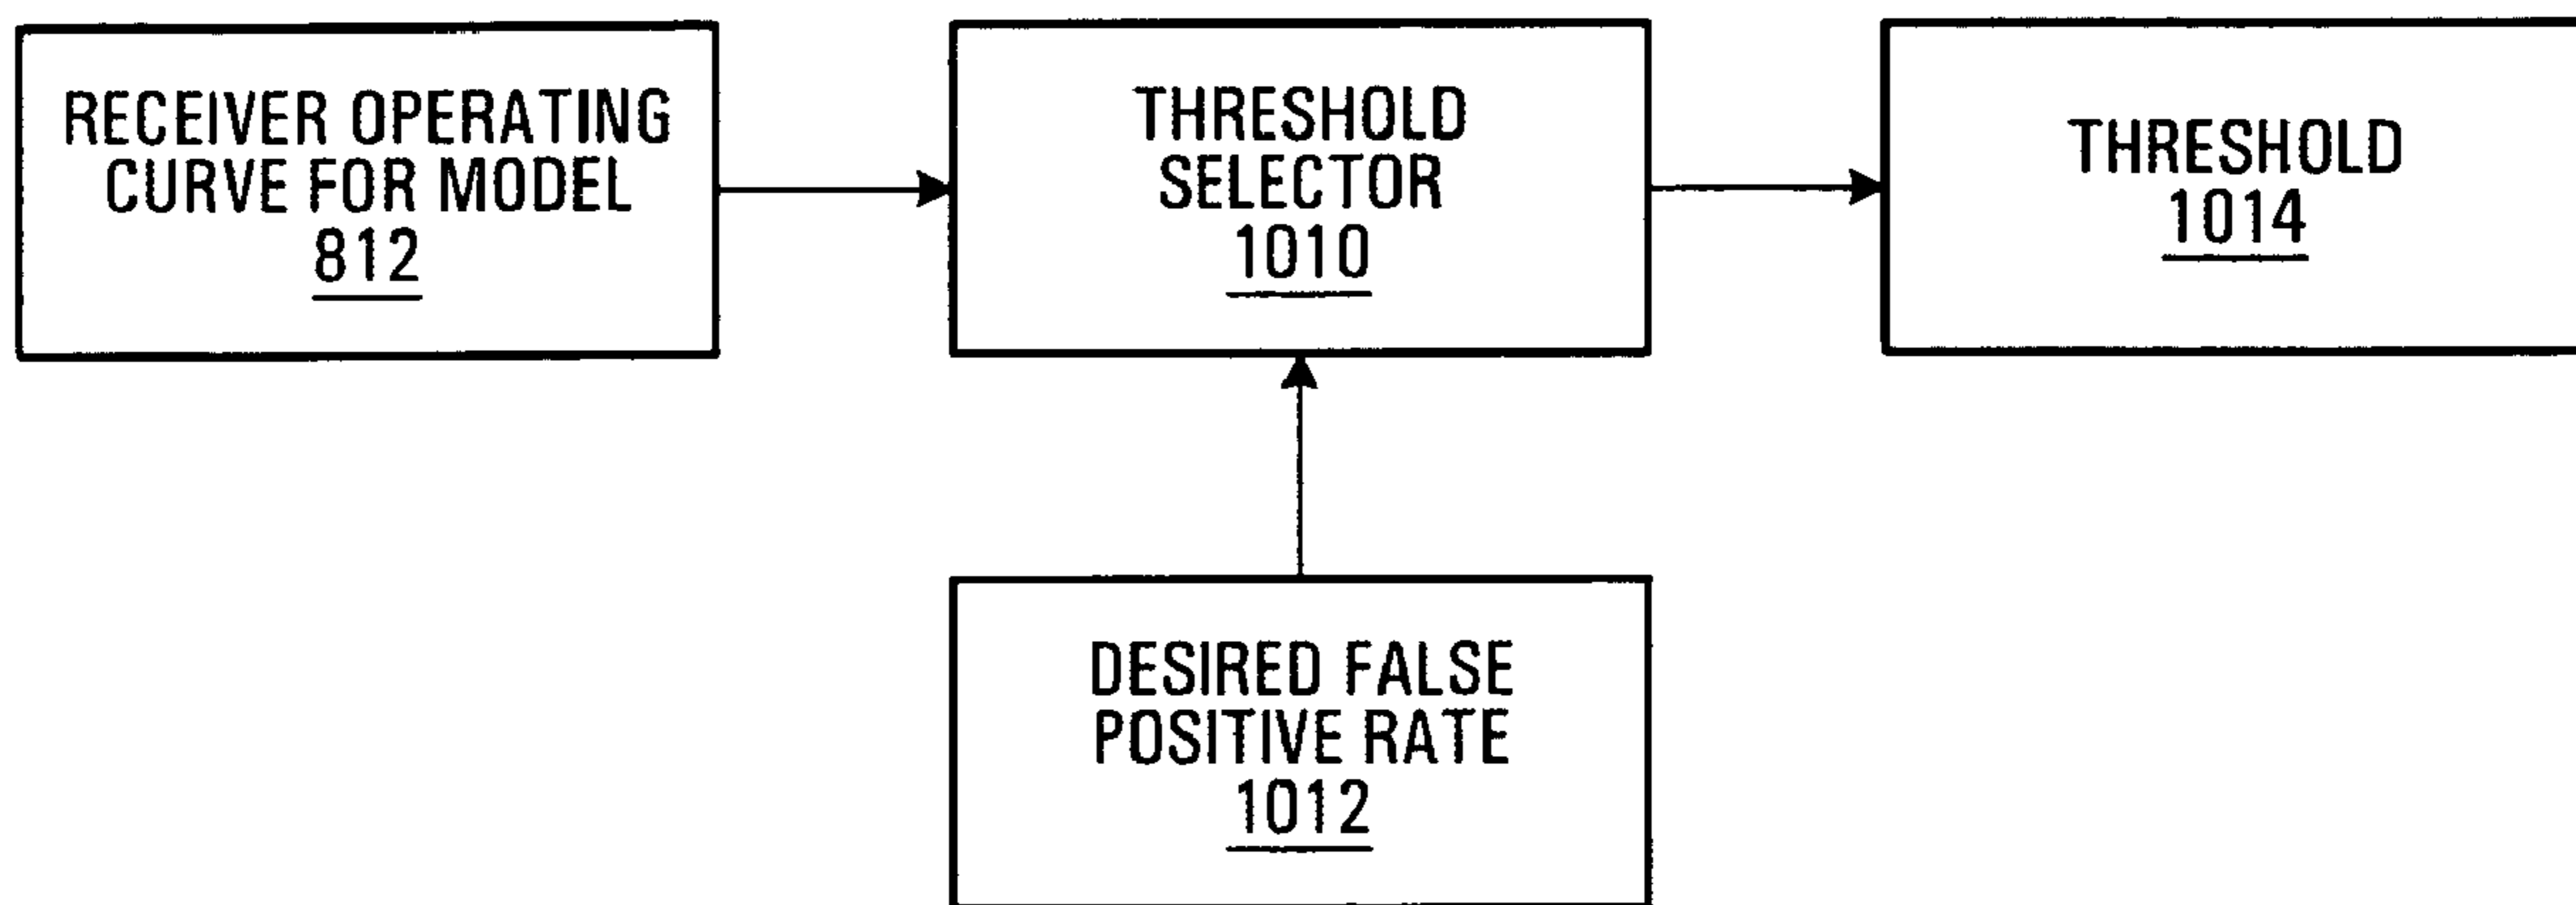 RECEIVER OPERATING
CURVE FOR MODEL
812
THRESHOLD
SELECTOR
1010
THRESHOLD
1014
DESIRED FALSE
POSITIVE RATE
1012